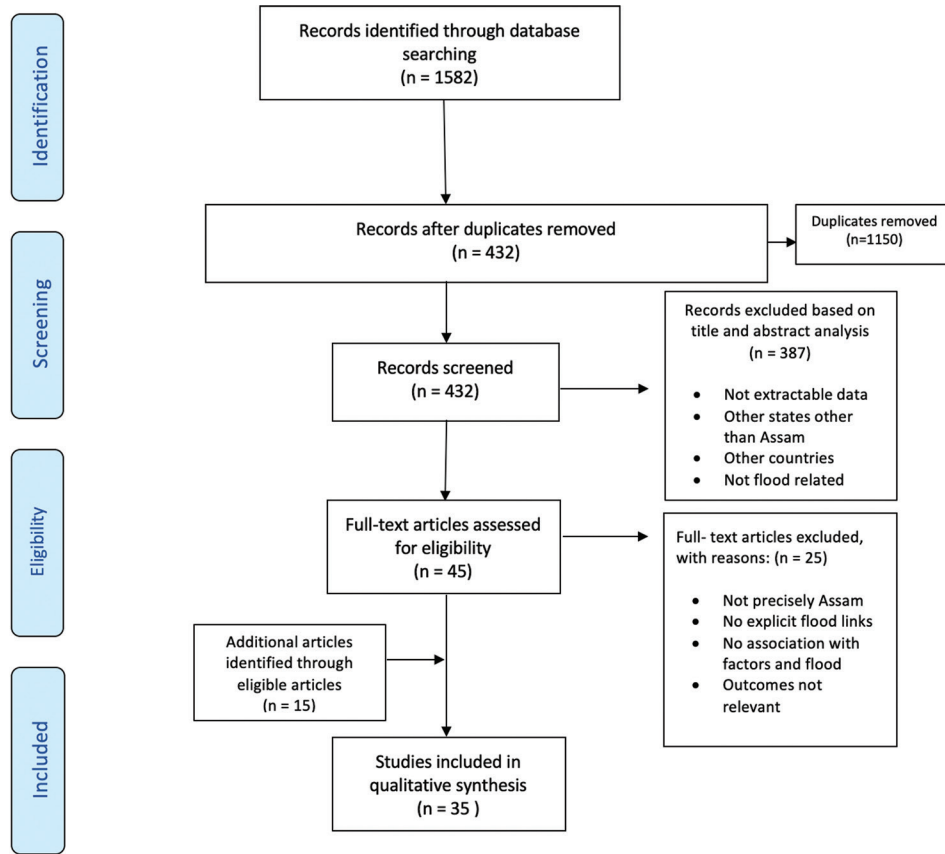 Identification
Records identified through database
searching
(n = 1582)
Records after duplicates removed
(n = 432)
Duplicates removed
(n=1150)
Screening
Records screened
(n = 432)
Records excluded based on
title and abstract analysis
(n = 387)
• Not extractable data
• Other states other
than Assam
• Other countries
• Not flood related
Eligibility
Full-text articles assessed
for eligibility
(n = 45)
Full- text articles excluded,
with reasons: (n = 25)
• Not precisely Assam
• No explicit flood links
• No association with
factors and flood
• Outcomes not
relevant
Additional articles
identified through
eligible articles
(n = 15)
Included
Studies included in
qualitative synthesis
(n = 35 )